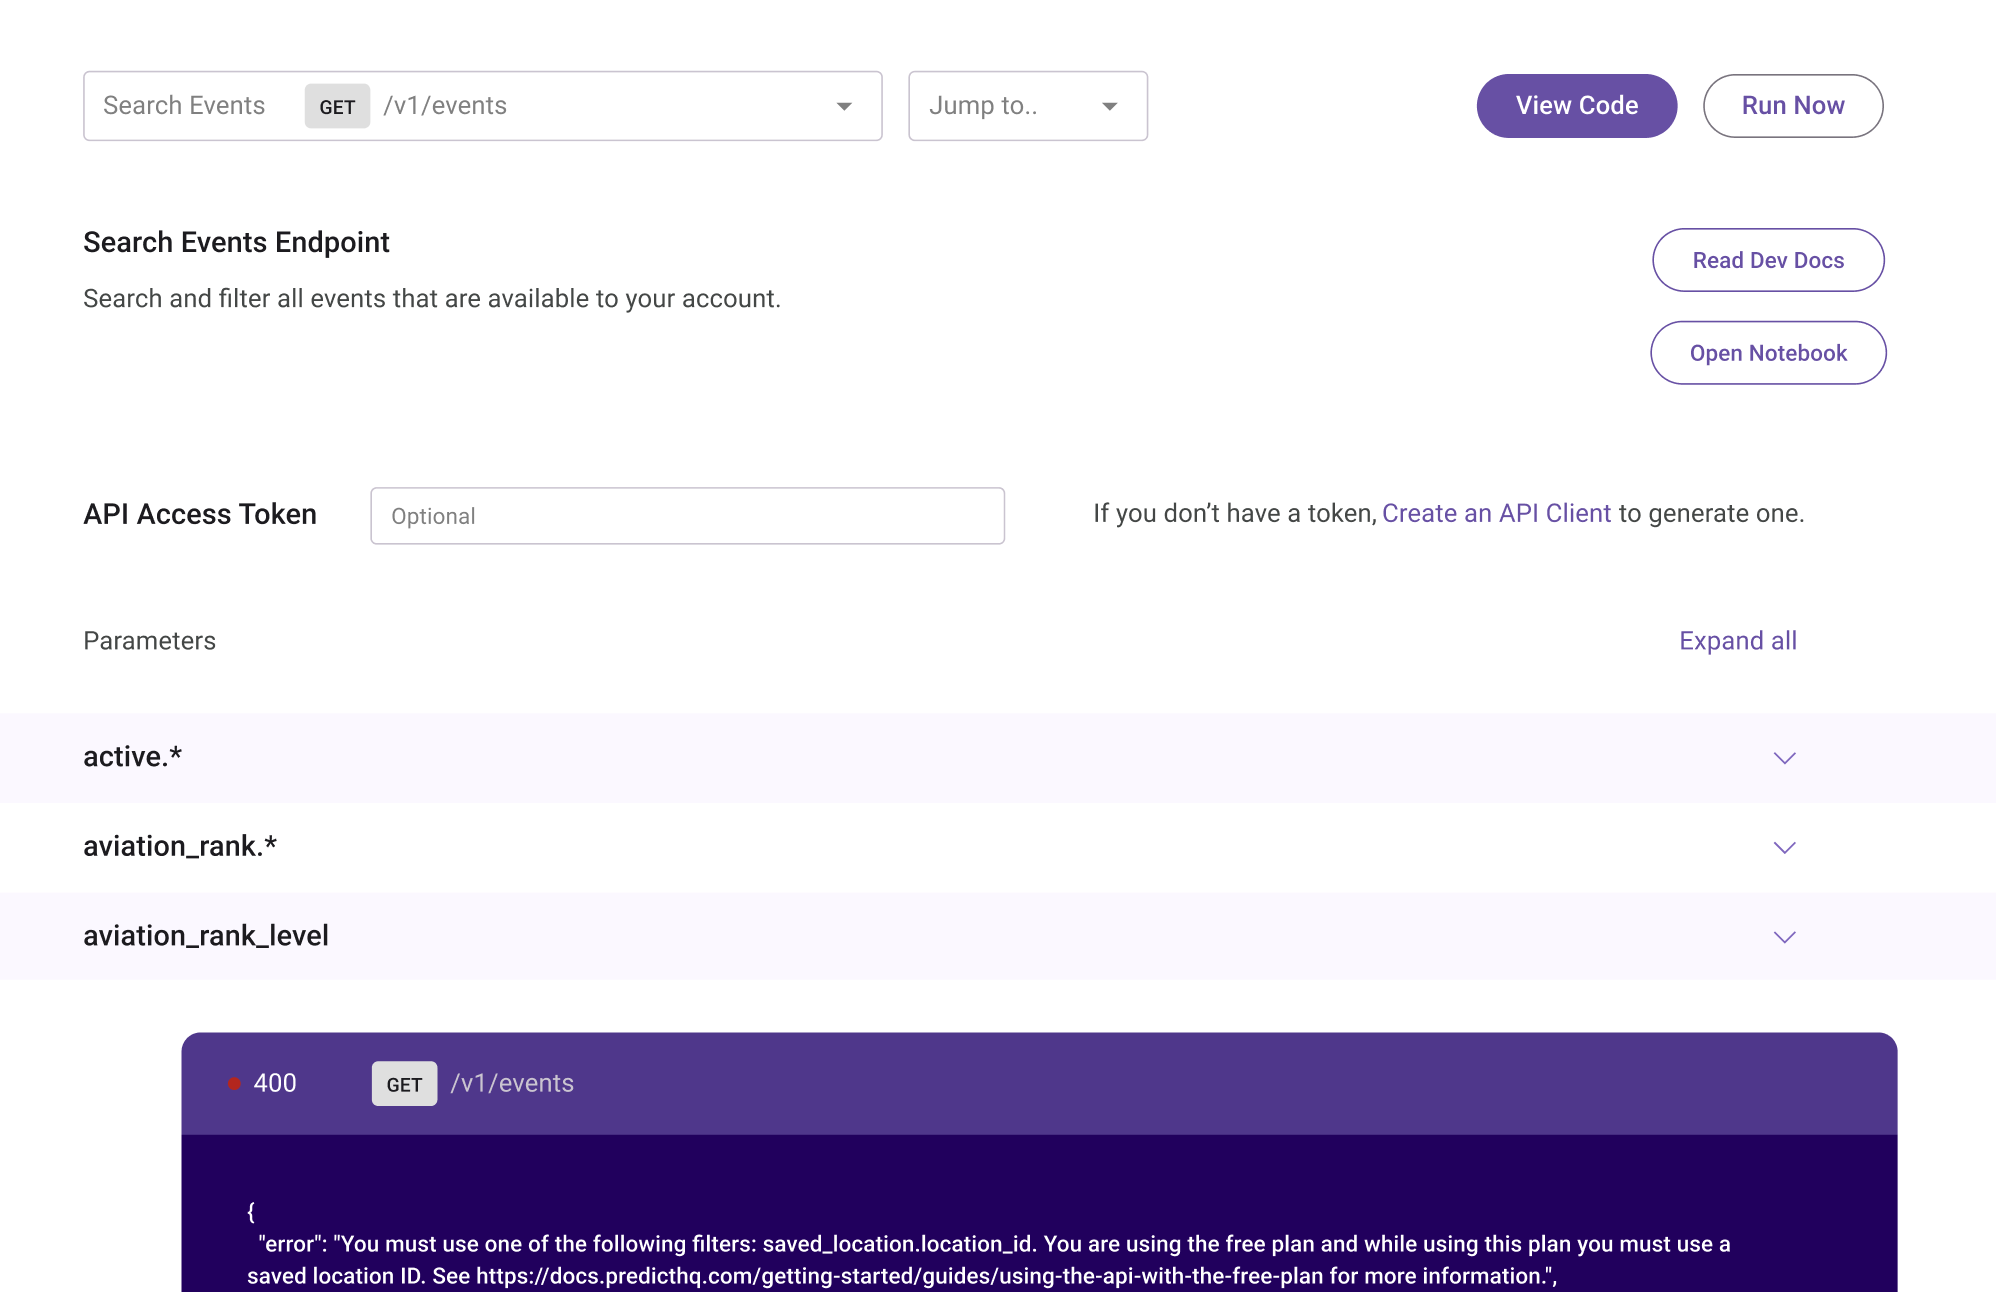 Search Events GET /v1/events Jump to.. View Code Run Now
Search Events Endpoint
Read Dev Docs
Search and filter all events that are available to your account.
Open Notebook
API Access Token Optional If you don’t have a token, Create an API Client to generate one.
Parameters Expand all
active.*
aviation_rank.*
aviation_rank_level
400 GET /v1/events
{
"error": "You must use one of the following filters: saved_location.location_id. You are using the free plan and while using this plan you must use a
saved location ID. See https://docs.predicthq.com/getting-started/guides/using-the-api-with-the-free-plan for more information.",